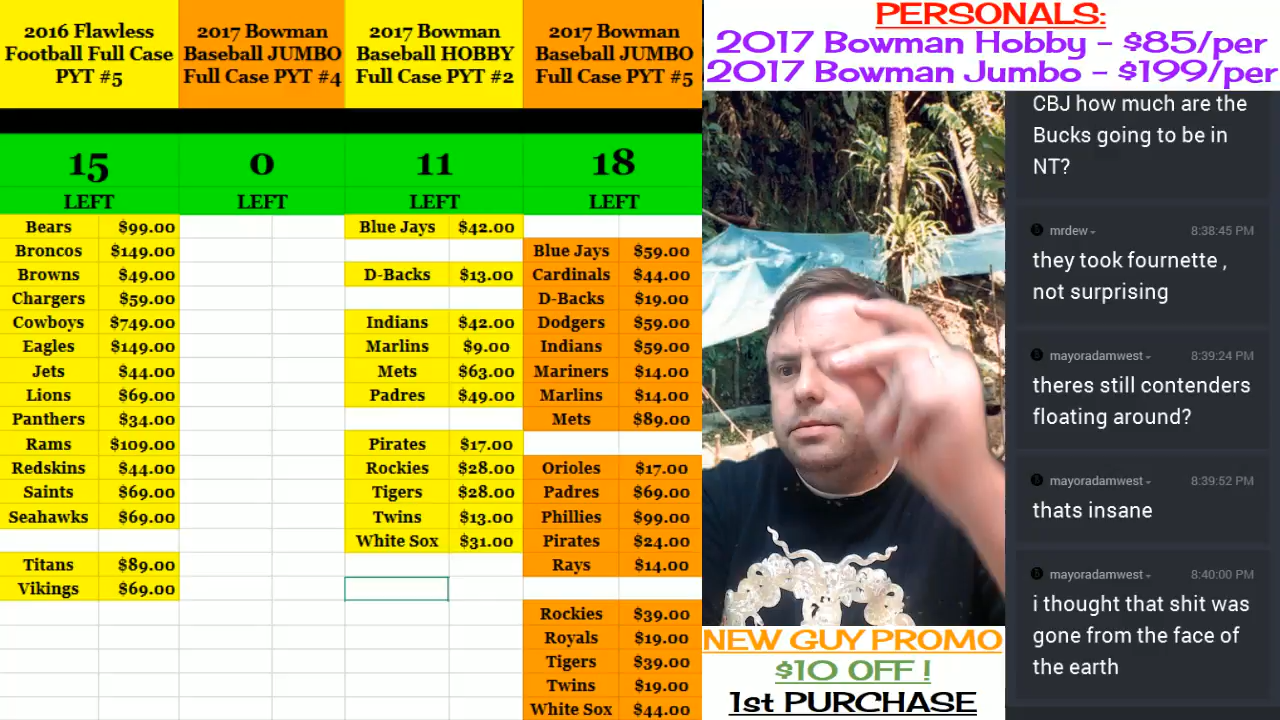 2016 Flawless
Football Full Case
PYT #5
2017 Bowman
Baseball JUMBO
Full Case PYT #4
2017 Bowman
Baseball HOBBY
Full Case PYT #2
2017 Bowman
Baseball JUMBO
Full Case PYT #5
15
LEFT
0
LEFT
11
LEFT
18
LEFT
Bears $99.00
Broncos $149.00
Browns $49.00
Chargers $59.00
Cowboys $749.00
Eagles $149.00
Jets $44.00
Lions $69.00
Panthers $34.00
Rams $109.00
Redskins $44.00
Saints $69.00
Seahawks $69.00
Titans $89.00
Vikings $69.00
Blue Jays $42.00
D-Backs $13.00
Indians $42.00
Marlins $9.00
Mets $63.00
Padres $49.00
Pirates $17.00
Rockies $28.00
Tigers $28.00
Twins $13.00
White Sox $31.00
Blue Jays $59.00
Cardinals $44.00
D-Backs $19.00
Dodgers $59.00
Indians $59.00
Mariners $14.00
Marlins $14.00
Mets $89.00
Orioles $17.00
Padres $69.00
Phillies $99.00
Pirates $24.00
Rays $14.00
Rockies $39.00
Royals $19.00
Tigers $39.00
Twins $19.00
White Sox $44.00
PERSONALS:
2017 Bowman Hobby - $85/per
2017 Bowman Jumbo - $199/per
NEW GUY PROMO
$10 OFF !
1st PURCHASE
CBJ how much are the
Bucks going to be in
NT?
mrdew 8:38:45 PM
they took fournette ,
not surprising
mayoradamwest 8:39:24 PM
theres still contenders
floating around?
mayoradamwest 8:39:52 PM
thats insane
mayoradamwest 8:40:00 PM
i thought that shit was
gone from the face of
the earth